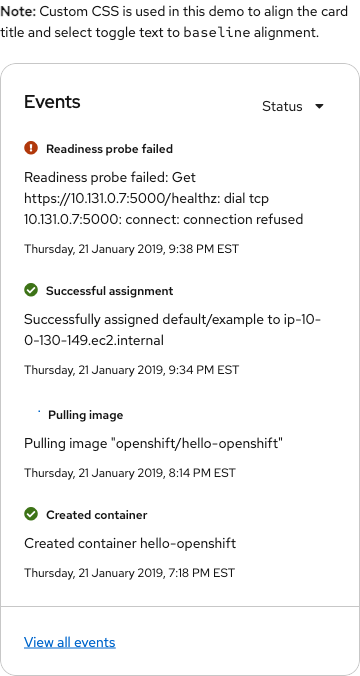 Note: Custom CSS is used in this demo to align the card
title and select toggle text to baseline alignment.
Events
Status
Readiness probe failed
Readiness probe failed: Get
https://10.131.0.7:5000/healthz: dial tcp
10.131.0.7:5000: connect: connection refused
Thursday, 21 January 2019, 9:38 PM EST
Successful assignment
Successfully assigned default/example to ip-10-
0-130-149.ec2.internal
Thursday, 21 January 2019, 9:34 PM EST
Pulling image
Pulling image "openshift/hello-openshift"
Thursday, 21 January 2019, 8:14 PM EST
Created container
Created container hello-openshift
Thursday, 21 January 2019, 7:18 PM EST
View all events